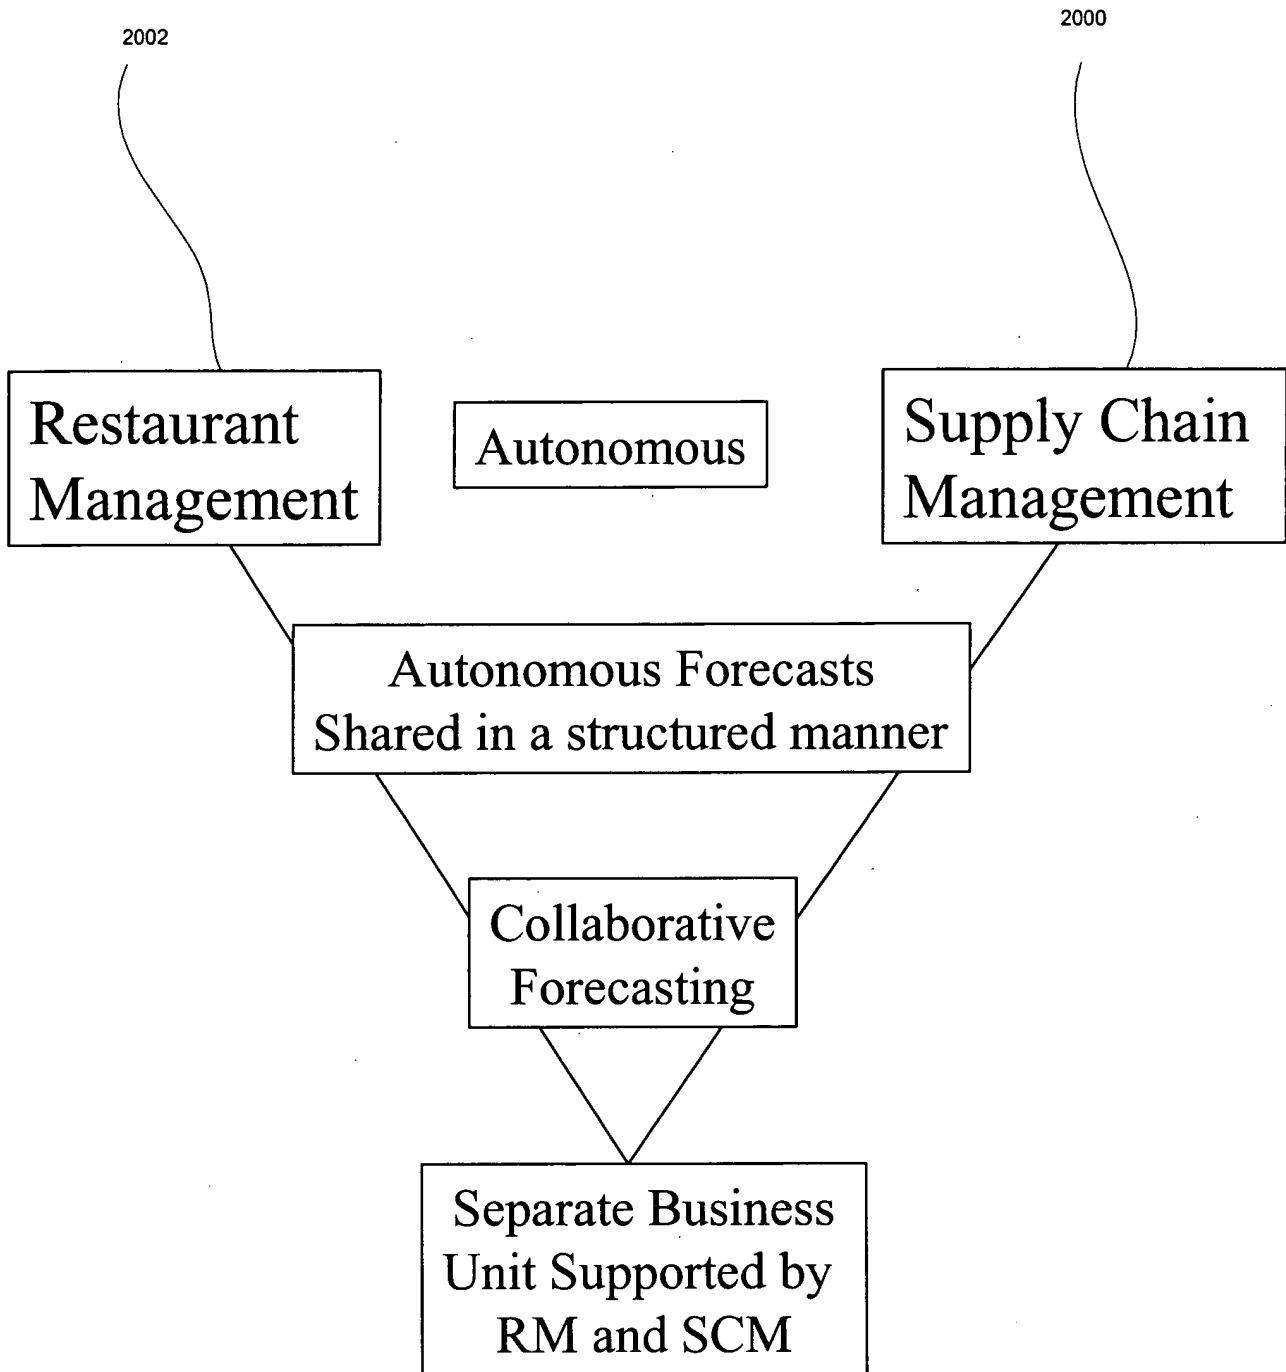 2002
2000
Restaurant
Management
Autonomous
Supply Chain
Management
Autonomous Forecasts
Shared in a structured manner
Collaborative
Forecasting
Separate Business
Unit Supported by
RM and SCM